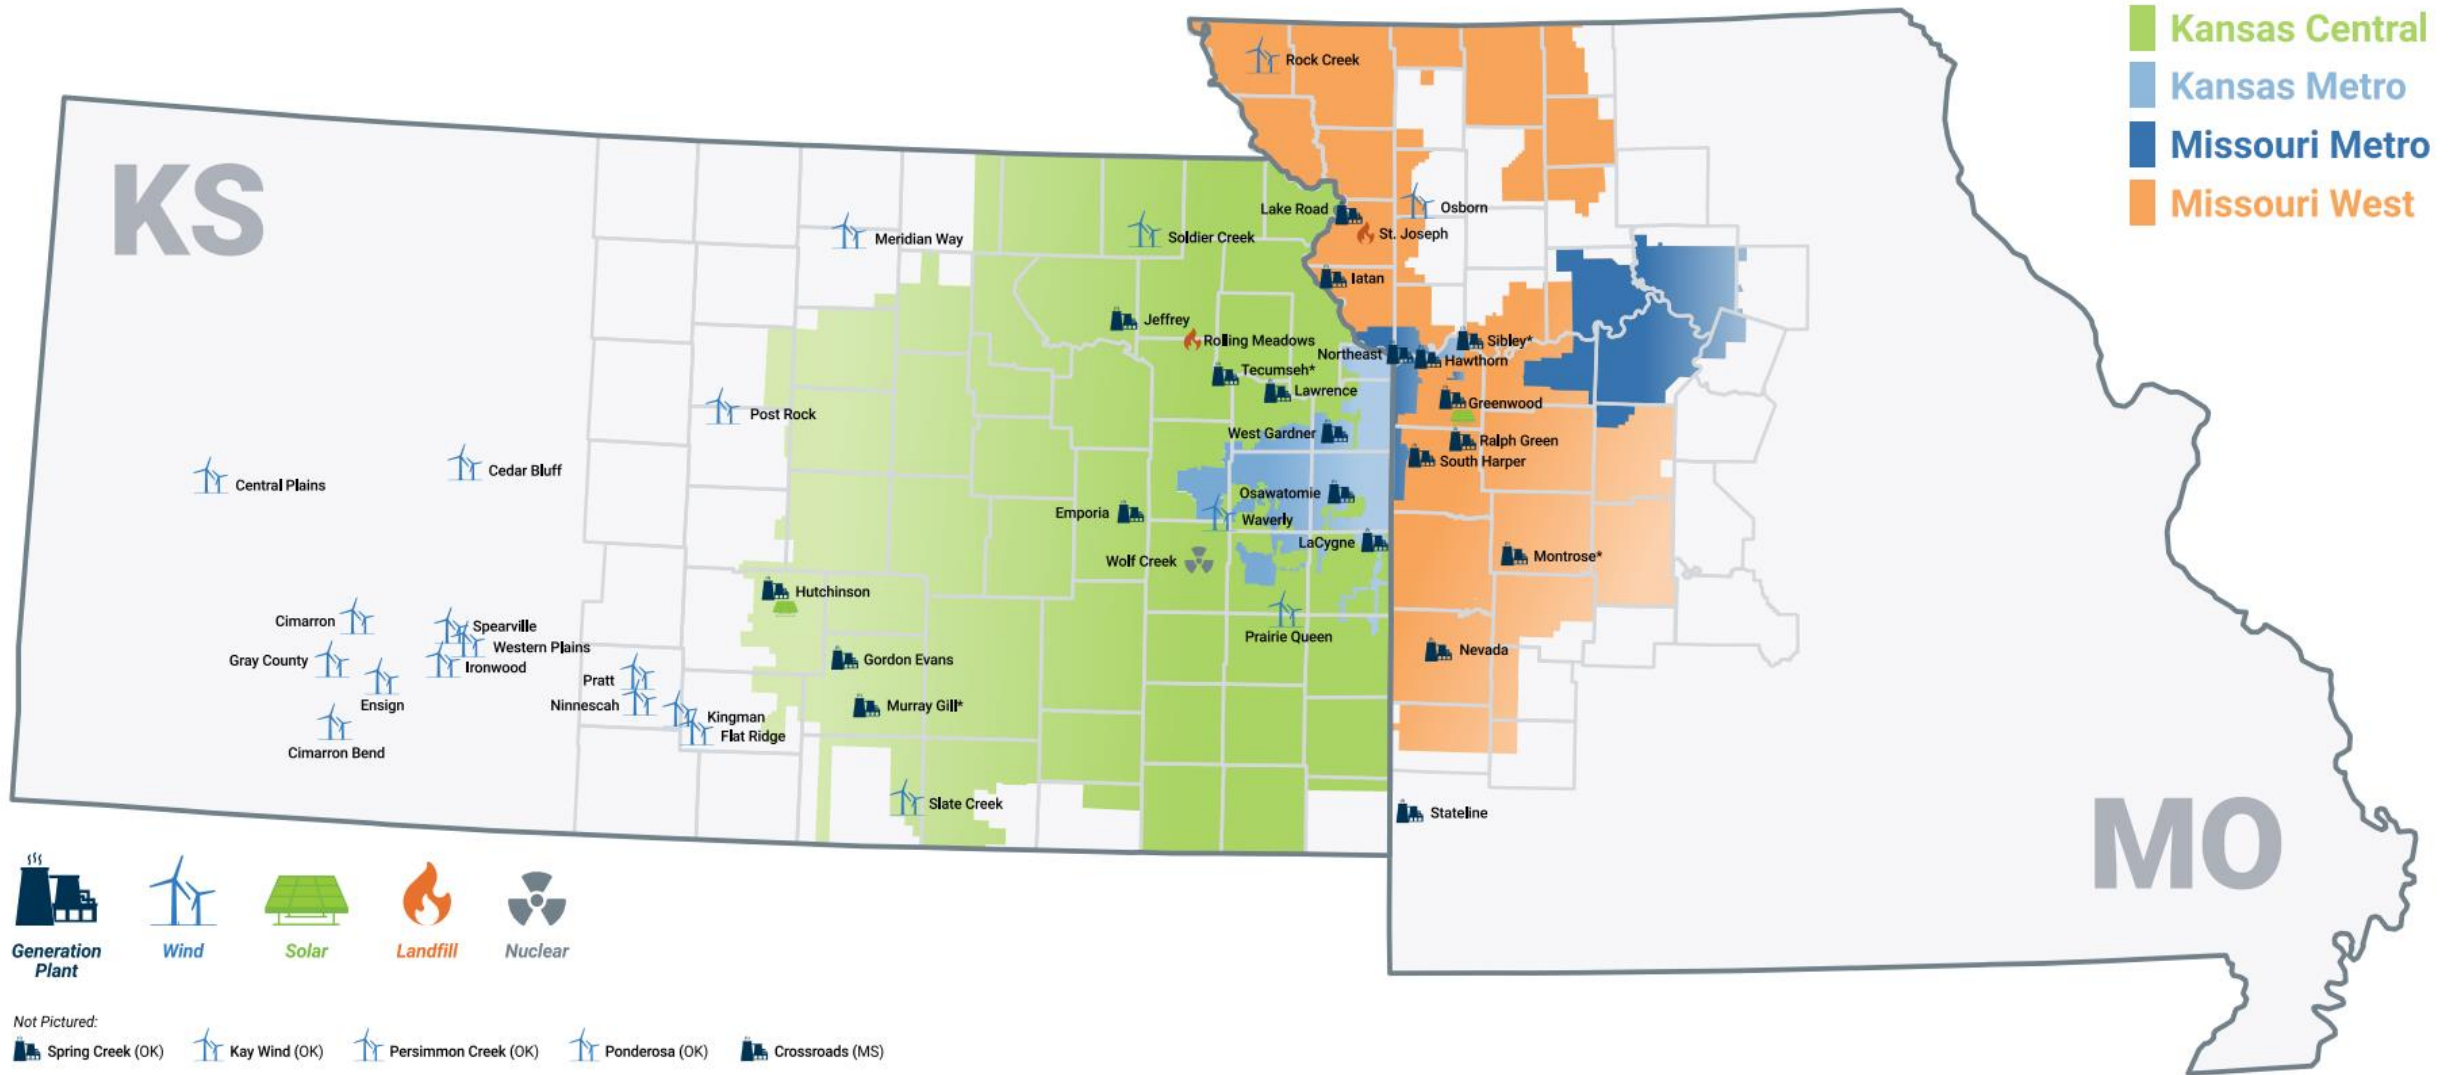 Kansas Central
Kansas Metro
Missouri Metro
Missouri West
KS
MO
Rock Creek
Lake Road
Osborn
St. Joseph
Meridian Way
Soldier Creek
Iatan
Jeffrey
Rolling Meadows
Sibley*
Northeast
Hawthorn
Tecumseh*
Lawrence
Greenwood
Post Rock
West Gardner
Ralph Green
South Harper
Cedar Bluff
Central Plains
Osawatomie
Emporia
Waverly
LaCygne
Wolf Creek
Montrose*
Hutchinson
Cimarron
Spearville
Western Plains
Prairie Queen
Gray County
Ironwood
Gordon Evans
Nevada
Pratt
Ensign
Ninnescah
Murray Gill*
Kingman
Flat Ridge
Cimarron Bend
Slate Creek
Stateline
Generation
Plant
Wind
Solar
Landfill
Nuclear
Not Pictured:
Spring Creek (OK)
Kay Wind (OK)
Persimmon Creek (OK)
Ponderosa (OK)
Crossroads (MS)